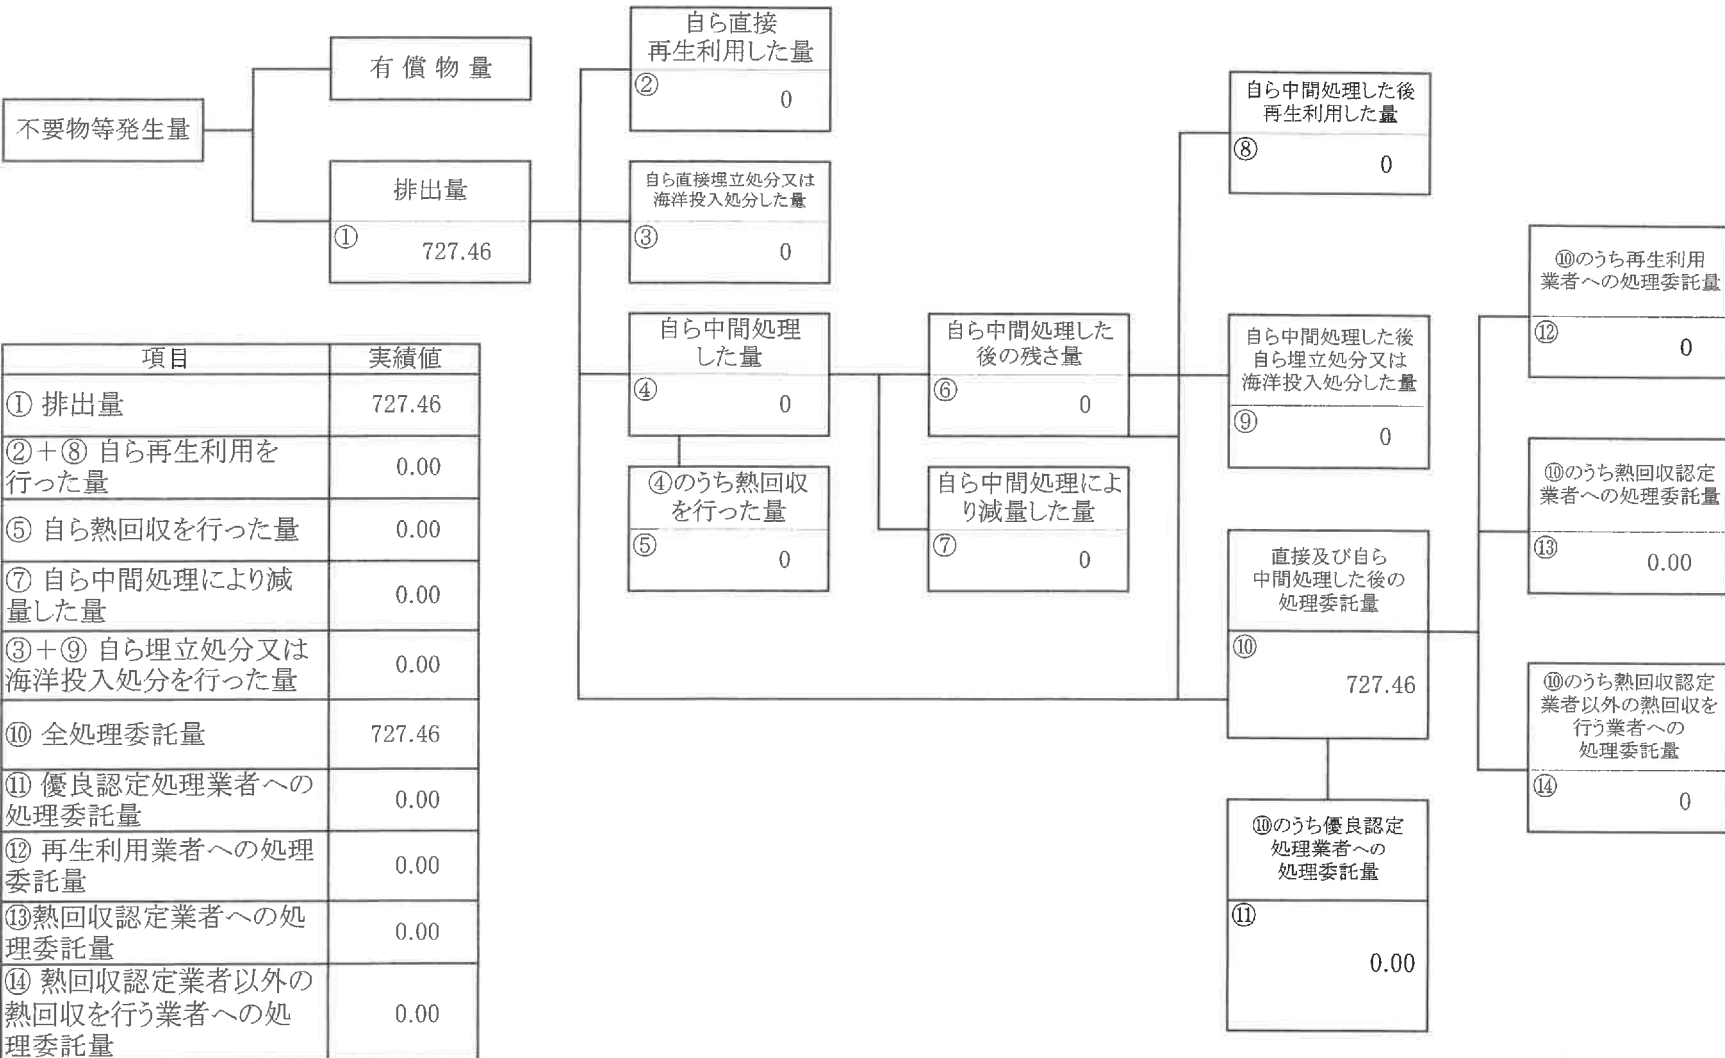 不要物等発生量
有償物量
排出量
①
727.46
自ら直接
再生利用した量
②
0
自ら直接埋立処分又は
海洋投入処分した量
③
0
自ら中間処理
した量
④
0
④のうち熱回収
を行った量
⑤
0
自ら中間処理した
後の残さ量
⑥
0
自ら中間処理によ
り減量した量
⑦
0
自ら中間処理した後
再生利用した量
⑧
0
自ら中間処理した後
自ら埋立処分又は
海洋投入処分した量
⑨
0
直接及び自ら
中間処理した後の
処理委託量
⑩
727.46
⑩のうち優良認定
処理業者への
処理委託量
⑪
0.00
⑩のうち再生利用
業者への処理委託量
⑫
0
⑩のうち熱回収認定
業者への処理委託量
⑬
0.00
⑩のうち熱回収認定
業者以外の熱回収を
行う業者への
処理委託量
⑭
0
項目 実績値
① 排出量 727.46
②＋⑧ 自ら再生利用を
行った量 0.00
⑤ 自ら熱回収を行った量 0.00
⑦ 自ら中間処理により減
量した量 0.00
③＋⑨ 自ら埋立処分又は
海洋投入処分を行った量 0.00
⑩ 全処理委託量 727.46
⑪ 優良認定処理業者への
処理委託量 0.00
⑫ 再生利用業者への処理
委託量 0.00
⑬熱回収認定業者への処
理委託量 0.00
⑭ 熱回収認定業者以外の
熱回収を行う業者への処
理委託量 0.00